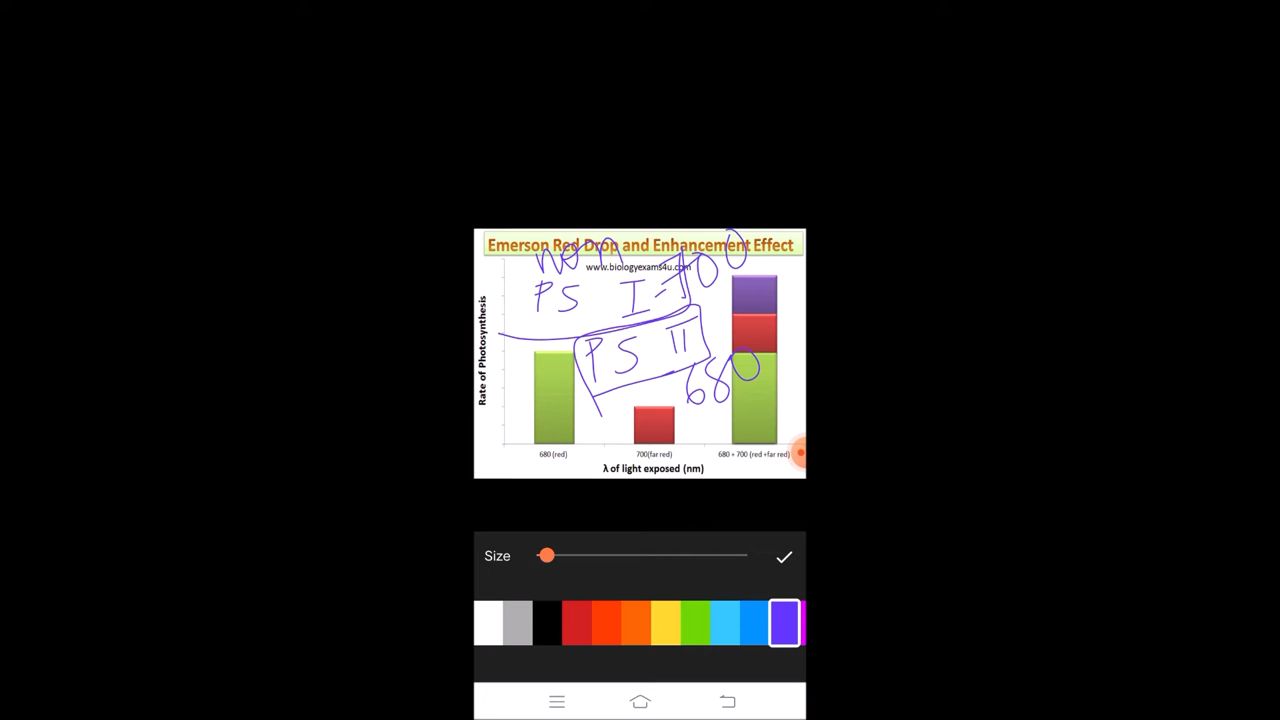 Emerson Red Drop and Enhancement Effect
www.biologyexams4u.com
non
PS I = 700
PS II
680
Rate of Photosynthesis
680 (red) 700(far red) 680 + 700 (red +far red)
λ of light exposed (nm)
Size